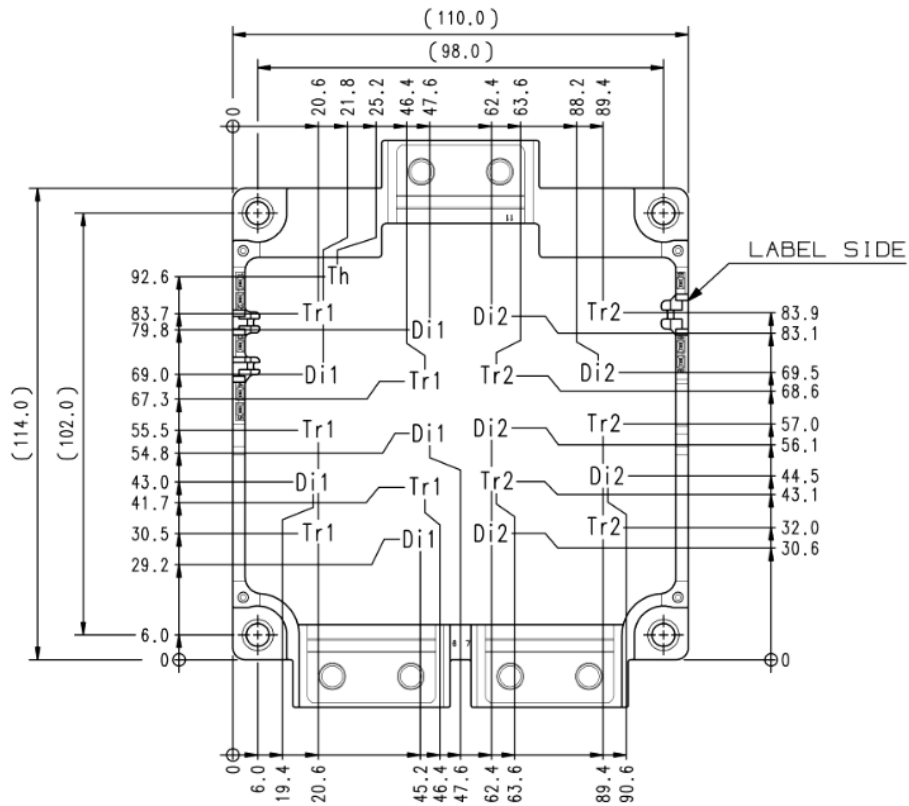 (110.0)
(98.0)
0
20.6
21.8
25.2
46.4
47.6
62.4
63.6
88.2
89.4
LABEL SIDE
(114.0)
(102.0)
92.6
83.7
79.8
69.0
67.3
55.5
54.8
43.0
41.7
30.5
29.2
6.0
0
11
Th
Tr1
Di2
Tr2
Di1
Di1
Tr1
Tr2
Di2
Tr1
Di1
Di2
Tr2
Di1
Tr1
Tr2
Di2
Tr1
Di1
Di2
Tr2
83.9
83.1
69.5
68.6
57.0
56.1
44.5
43.1
32.0
30.6
0
0
6.0
19.4
20.6
45.2
46.4
47.6
62.4
63.6
89.4
90.6